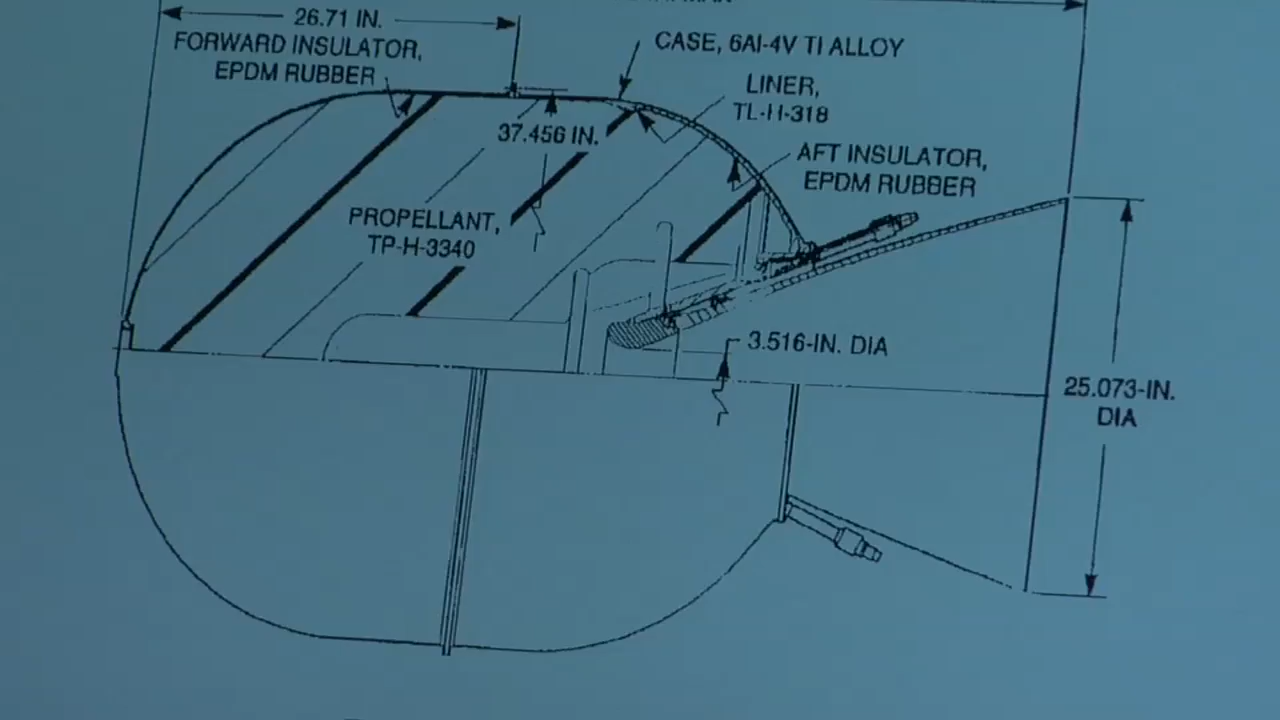 26.71 IN.
FORWARD INSULATOR,
EPDM RUBBER
CASE, 6Al-4V TI ALLOY
LINER,
TL-H-318
37.456 IN.
AFT INSULATOR,
EPDM RUBBER
PROPELLANT,
TP-H-3340
3.516-IN. DIA
25.073-IN.
DIA